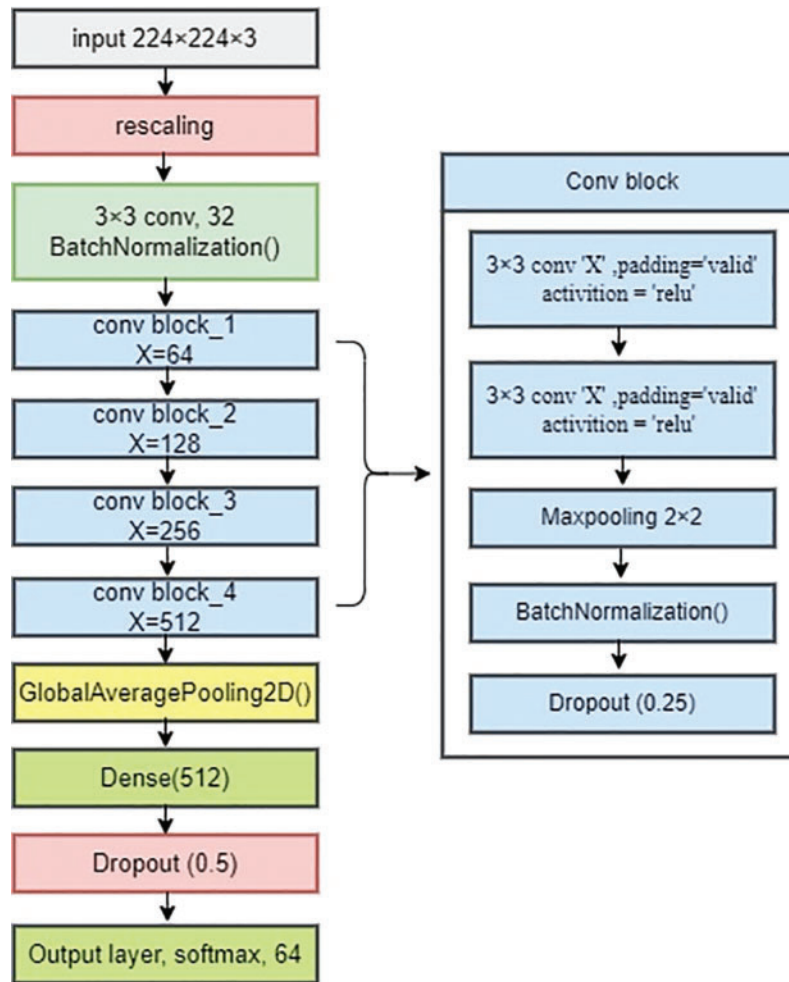 input 224×224×3
rescaling
3×3 conv, 32
BatchNormalization()
conv block_1
X=64
conv block_2
X=128
conv block_3
X=256
conv block_4
X=512
GlobalAveragePooling2D()
Dense(512)
Dropout (0.5)
Output layer, softmax, 64
Conv block
3×3 conv 'X' ,padding='valid'
activition = 'relu'
3×3 conv 'X' ,padding='valid'
activition = 'relu'
Maxpooling 2×2
BatchNormalization()
Dropout (0.25)